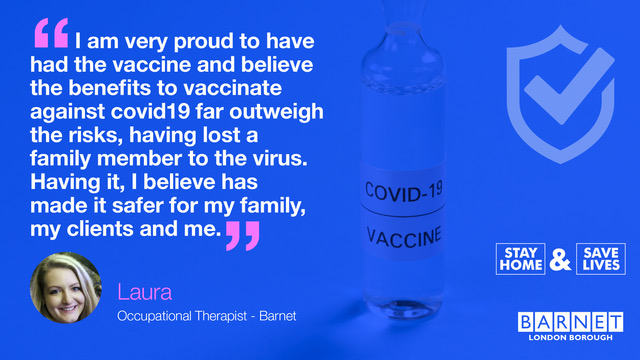 “ I am very proud to have
had the vaccine and believe
the benefits to vaccinate
against covid19 far outweigh
the risks, having lost a
family member to the virus.
Having it, I believe has
made it safer for my family,
my clients and me. ”
Laura
Occupational Therapist - Barnet
COVID-19
VACCINE
STAY
HOME
&
SAVE
LIVES
BARNET
LONDON BOROUGH